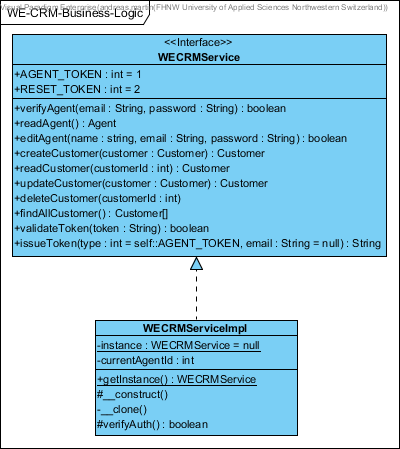 Visual Paradigm Enterprise(andreas.martin(FHNW University of Applied Sciences Northwestern Switzerland))
WE-CRM-Business-Logic
<<Interface>>
WECRMService
+AGENT_TOKEN : int = 1
+RESET_TOKEN : int = 2
+verifyAgent(email : String, password : String) : boolean
+readAgent() : Agent
+editAgent(name : string, email : String, password : String) : boolean
+createCustomer(customer : Customer) : Customer
+readCustomer(customerId : int) : Customer
+updateCustomer(customer : Customer) : Customer
+deleteCustomer(customerId : int)
+findAllCustomer() : Customer[]
+validateToken(token : String) : boolean
+issueToken(type : int = self::AGENT_TOKEN, email : String = null) : String
WECRMServiceImpl
-instance : WECRMService = null
-currentAgentId : int
+getInstance() : WECRMService
#__construct()
-__clone()
#verifyAuth() : boolean